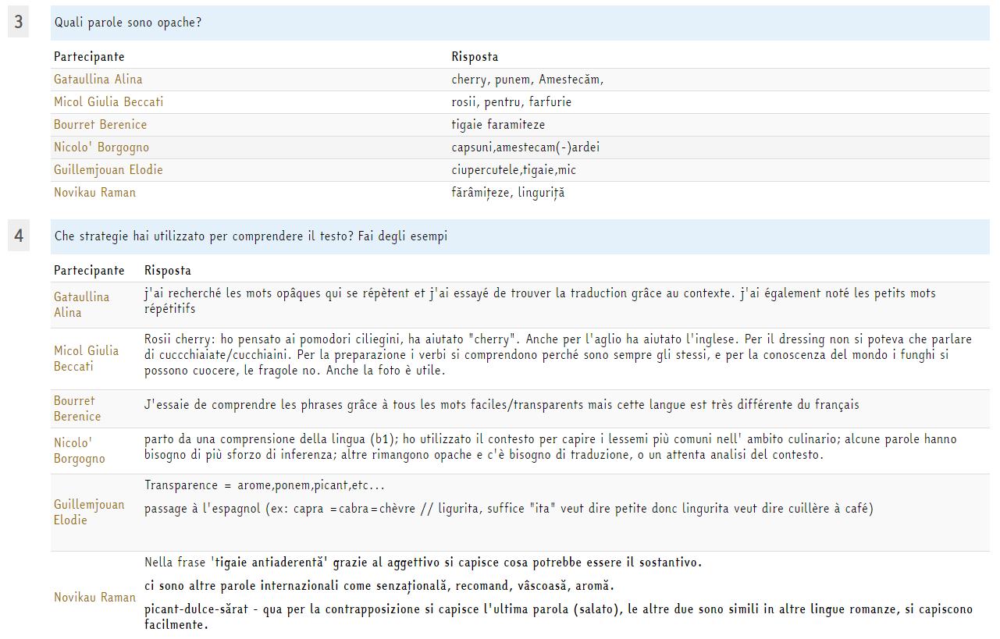 3
Quali parole sono opache?
Partecipante Risposta
Gataullina Alina cherry, punem, Amestecăm,
Micol Giulia Beccati rosii, pentru, farfurie
Bourret Berenice tigaie faramiteze
Nicolo' Borgogno capsuni,amestecam(-)ardei
Guillemjouan Elodie ciupercutele,tigaie,mic
Novikau Raman fărâmițeze, linguriță
4
Che strategie hai utilizzato per comprendere il testo? Fai degli esempi
Partecipante Risposta
Gataullina
Alina
j'ai recherché les mots opâques qui se répètent et j'ai essayé de trouver la traduction grâce au contexte. j'ai également noté les petits mots
répétitifs
Micol Giulia
Beccati
Rosii cherry: ho pensato ai pomodori ciliegini, ha aiutato "cherry". Anche per l'aglio ha aiutato l'inglese. Per il dressing non si poteva che parlare
di cuccchiaiate/cucchiaini. Per la preparazione i verbi si comprendono perché sono sempre gli stessi, e per la conoscenza del mondo i funghi si
possono cuocere, le fragole no. Anche la foto è utile.
Bourret
Berenice
J'essaie de comprendre les phrases grâce à tous les mots faciles/transparents mais cette langue est très différente du français
Nicolo'
Borgogno
parto da una comprensione della lingua (b1); ho utilizzato il contesto per capire i lessemi più comuni nell' ambito culinario; alcune parole hanno
bisogno di più sforzo di inferenza; altre rimangono opache e c'è bisogno di traduzione, o un attenta analisi del contesto.
Guillemjouan
Elodie
Transparence = arome,ponem,picant,etc...
passage à l'espagnol (ex: capra =cabra=chèvre // ligurita, suffice "ita" veut dire petite donc lingurita veut dire cuillère à café)
Novikau Raman
Nella frase 'tigaie antiaderentă' grazie al aggettivo si capisce cosa potrebbe essere il sostantivo.
ci sono altre parole internazionali come senzațională, recomand, vâscoasă, aromă.
picant-dulce-sărat - qua per la contrapposizione si capisce l'ultima parola (salato), le altre due sono simili in altre lingue romanze, si capiscono
facilmente.